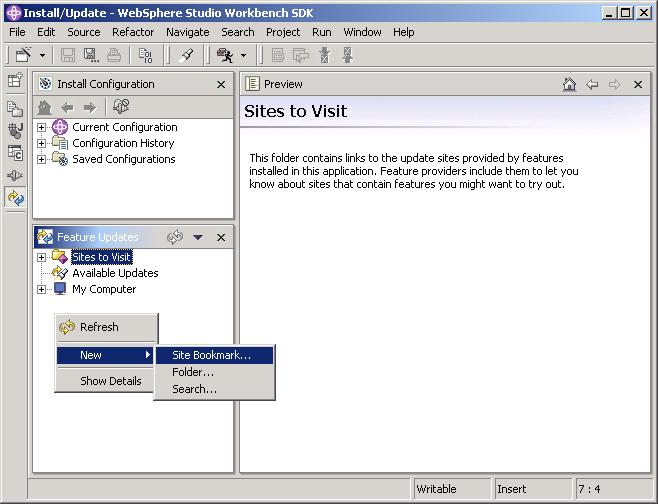 Install/Update - WebSphere Studio Workbench SDK
File Edit Source Refactor Navigate Search Project Run Window Help
Install Configuration
Current Configuration
Configuration History
Saved Configurations
Preview
Sites to Visit
This folder contains links to the update sites provided by features
installed in this application. Feature providers include them to let you
know about sites that contain features you might want to try out.
Feature Updates
Sites to Visit
Available Updates
My Computer
Refresh
New
Show Details
Site Bookmark...
Folder...
Search...
Writable Insert 7 : 4